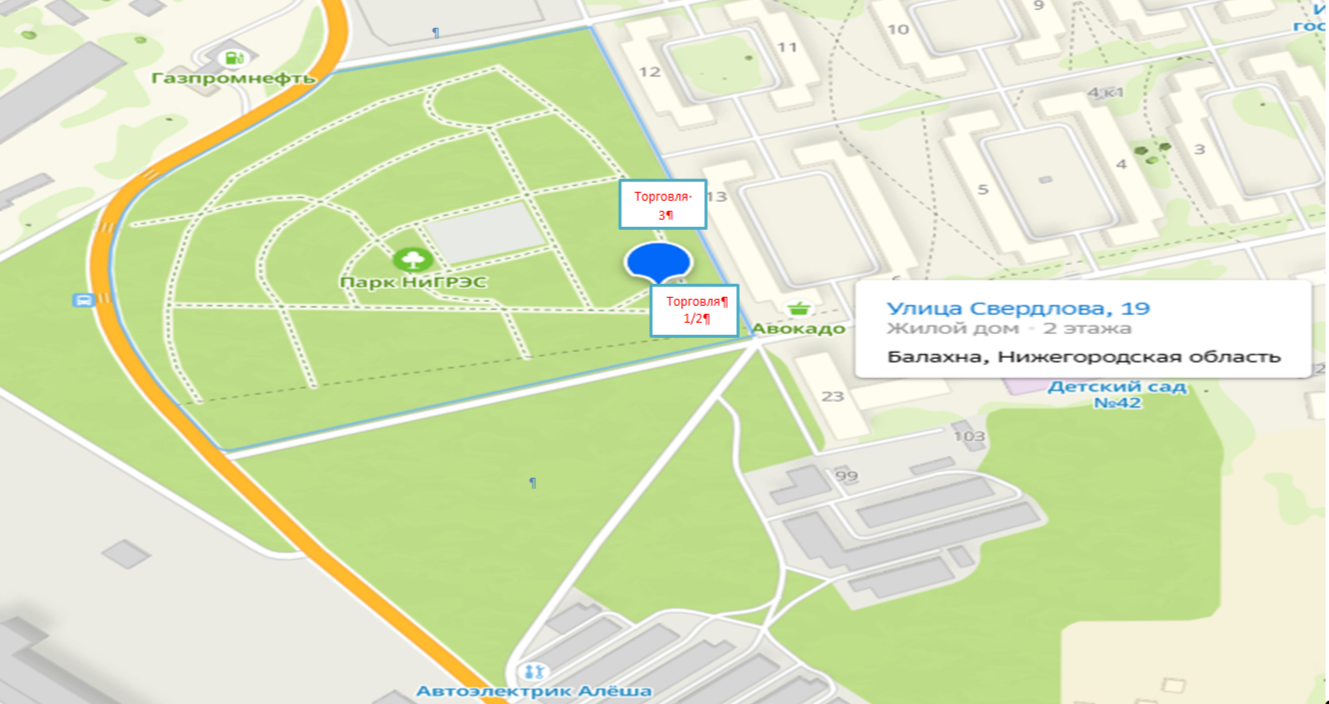 И
гос
9
10
11
12
Газпромнефть
¶
4 к1
3
4
5
13
Торговля·
3¶
Парк НиГРЭС
Торговля¶
1/2¶
Авокадо
Улица Свердлова, 19
Жилой дом · 2 этажа
Балахна, Нижегородская область
Детский сад
№42
23
103
99
¶
Автоэлектрик Алёша